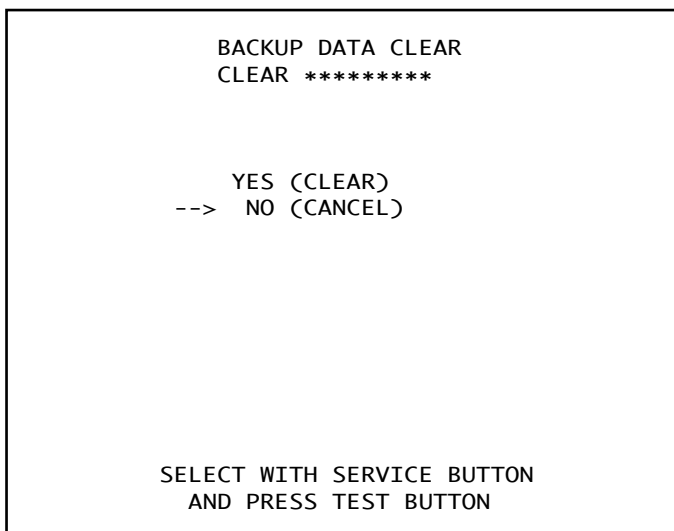 BACKUP DATA CLEAR
CLEAR *********
YES (CLEAR)
--> NO (CANCEL)
SELECT WITH SERVICE BUTTON
AND PRESS TEST BUTTON